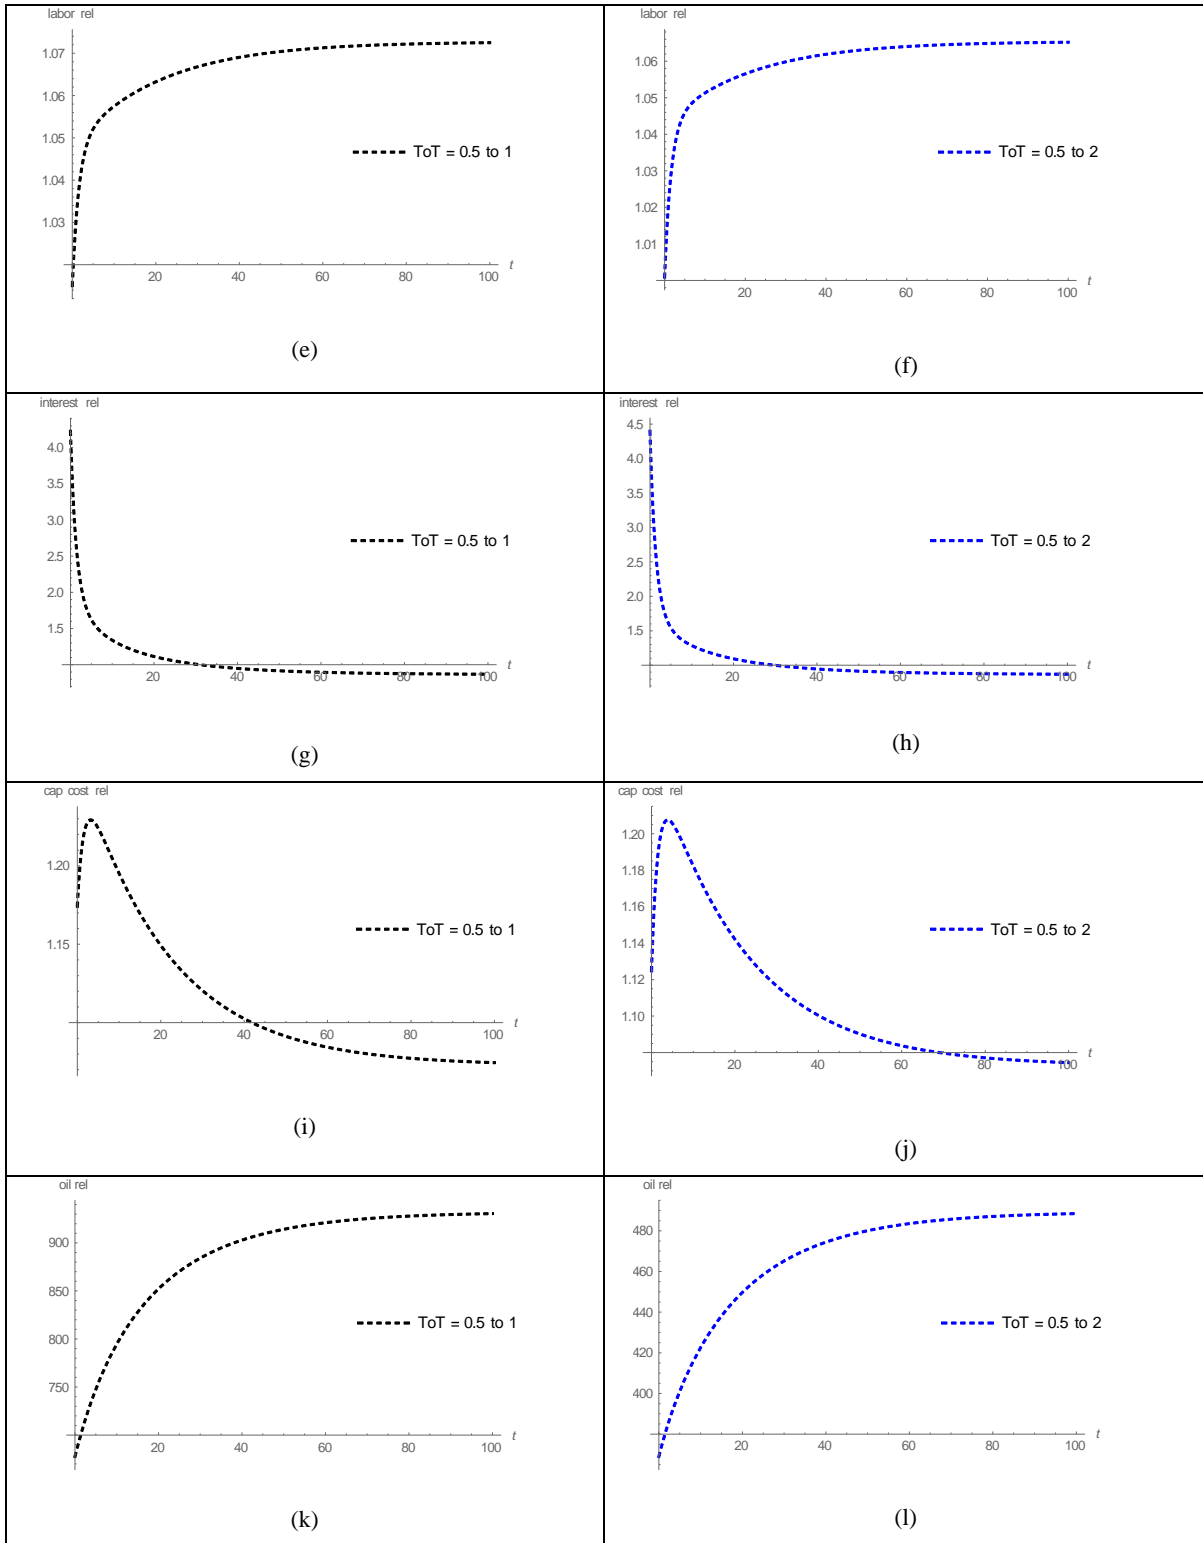 labor rel
1.07
1.06
1.05
1.04
1.03
20 40 60 80 100 t
ToT = 0.5 to 1
(e)
labor rel
1.06
1.05
1.04
1.03
1.02
1.01
20 40 60 80 100 t
ToT = 0.5 to 2
(f)
interest rel
4.0
3.5
3.0
2.5
2.0
1.5
20 40 60 80 100 t
ToT = 0.5 to 1
(g)
interest rel
4.5
4.0
3.5
3.0
2.5
2.0
1.5
20 40 60 80 100 t
ToT = 0.5 to 2
(h)
cap cost rel
1.20
1.15
20 40 60 80 100 t
ToT = 0.5 to 1
(i)
cap cost rel
1.20
1.18
1.16
1.14
1.12
1.10
20 40 60 80 100 t
ToT = 0.5 to 2
(j)
oil rel
900
850
800
750
20 40 60 80 100 t
ToT = 0.5 to 1
(k)
oil rel
480
460
440
420
400
20 40 60 80 100 t
ToT = 0.5 to 2
(l)